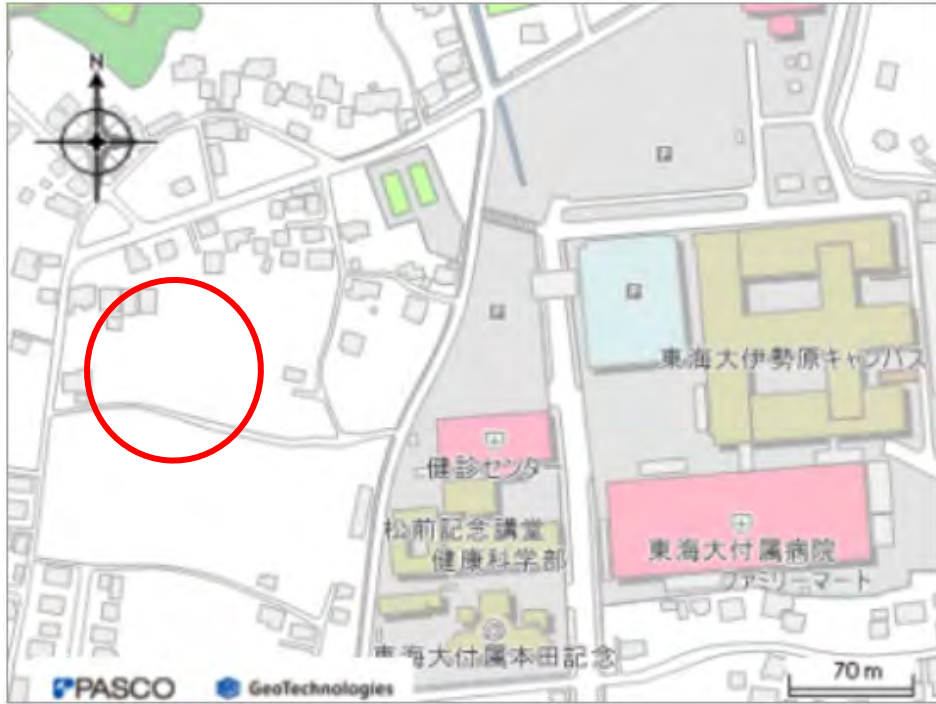 N
P
P
P
東海大伊勢原キャンパス
健診センター
松前記念講堂
健康科学部
東海大付属病院
ファミリーマート
東海大付属本田記念
70 m
PASCO
GeoTechnologies